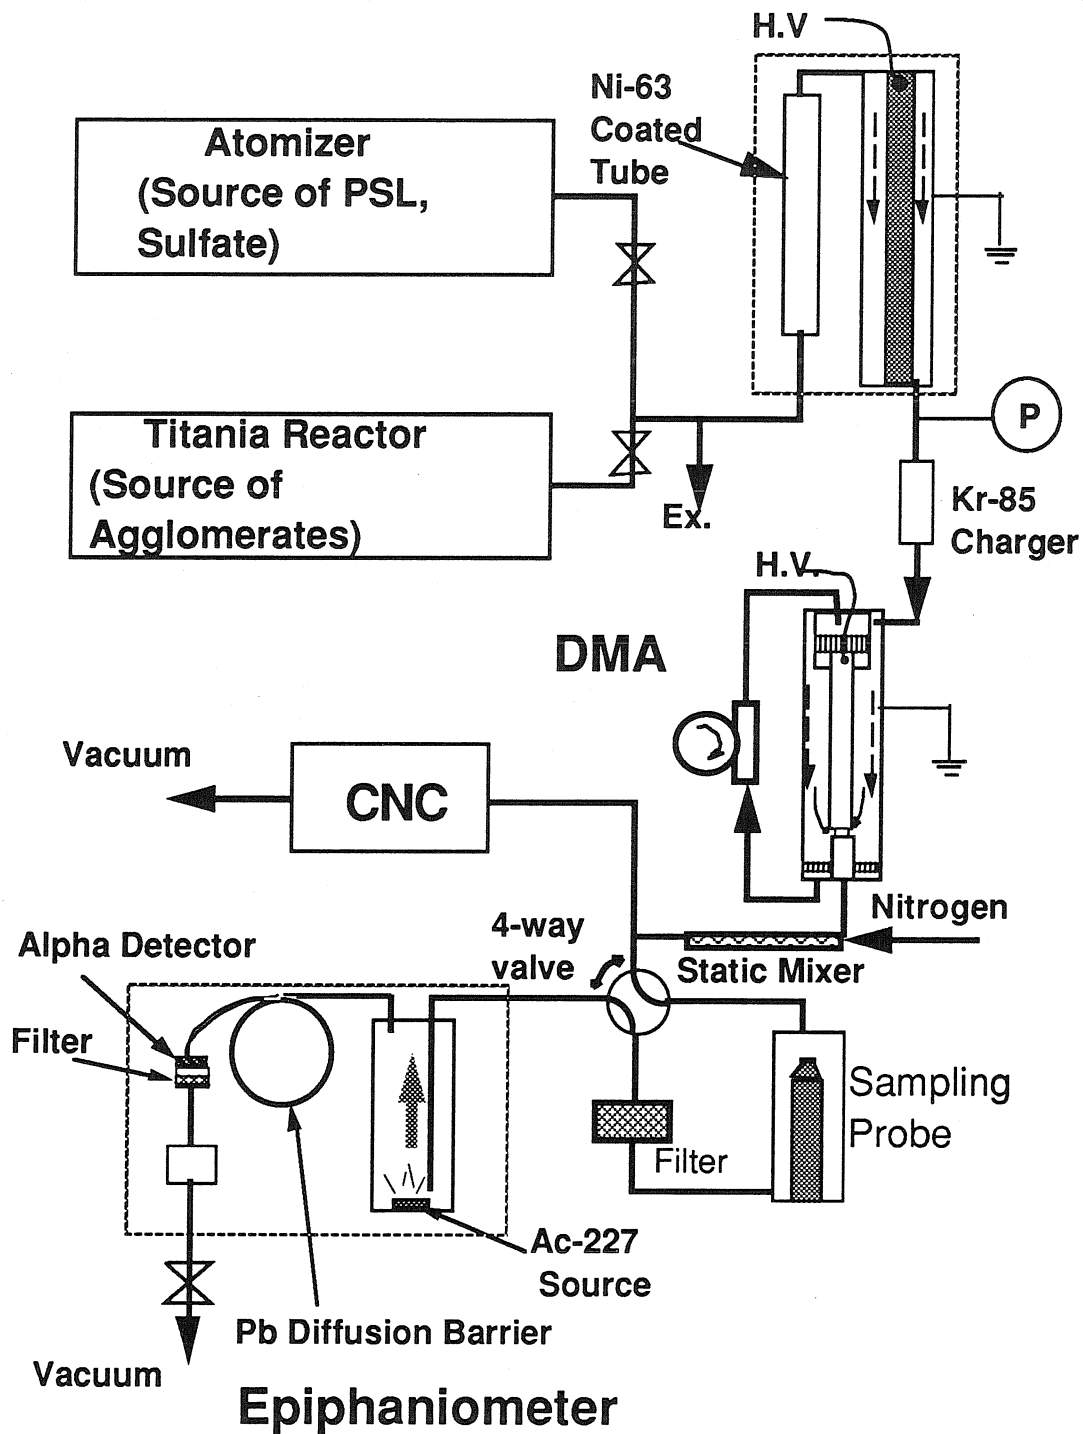 H.V
Ni-63
Coated
Tube
Atomizer
(Source of PSL,
Sulfate)
Titania Reactor
(Source of
Agglomerates)
Ex.
P
Kr-85
Charger
H.V.
DMA
Vacuum
CNC
Nitrogen
4-way
valve
Static Mixer
Alpha Detector
Filter
Sampling
Probe
Filter
Ac-227
Source
Pb Diffusion Barrier
Vacuum
Epiphaniometer